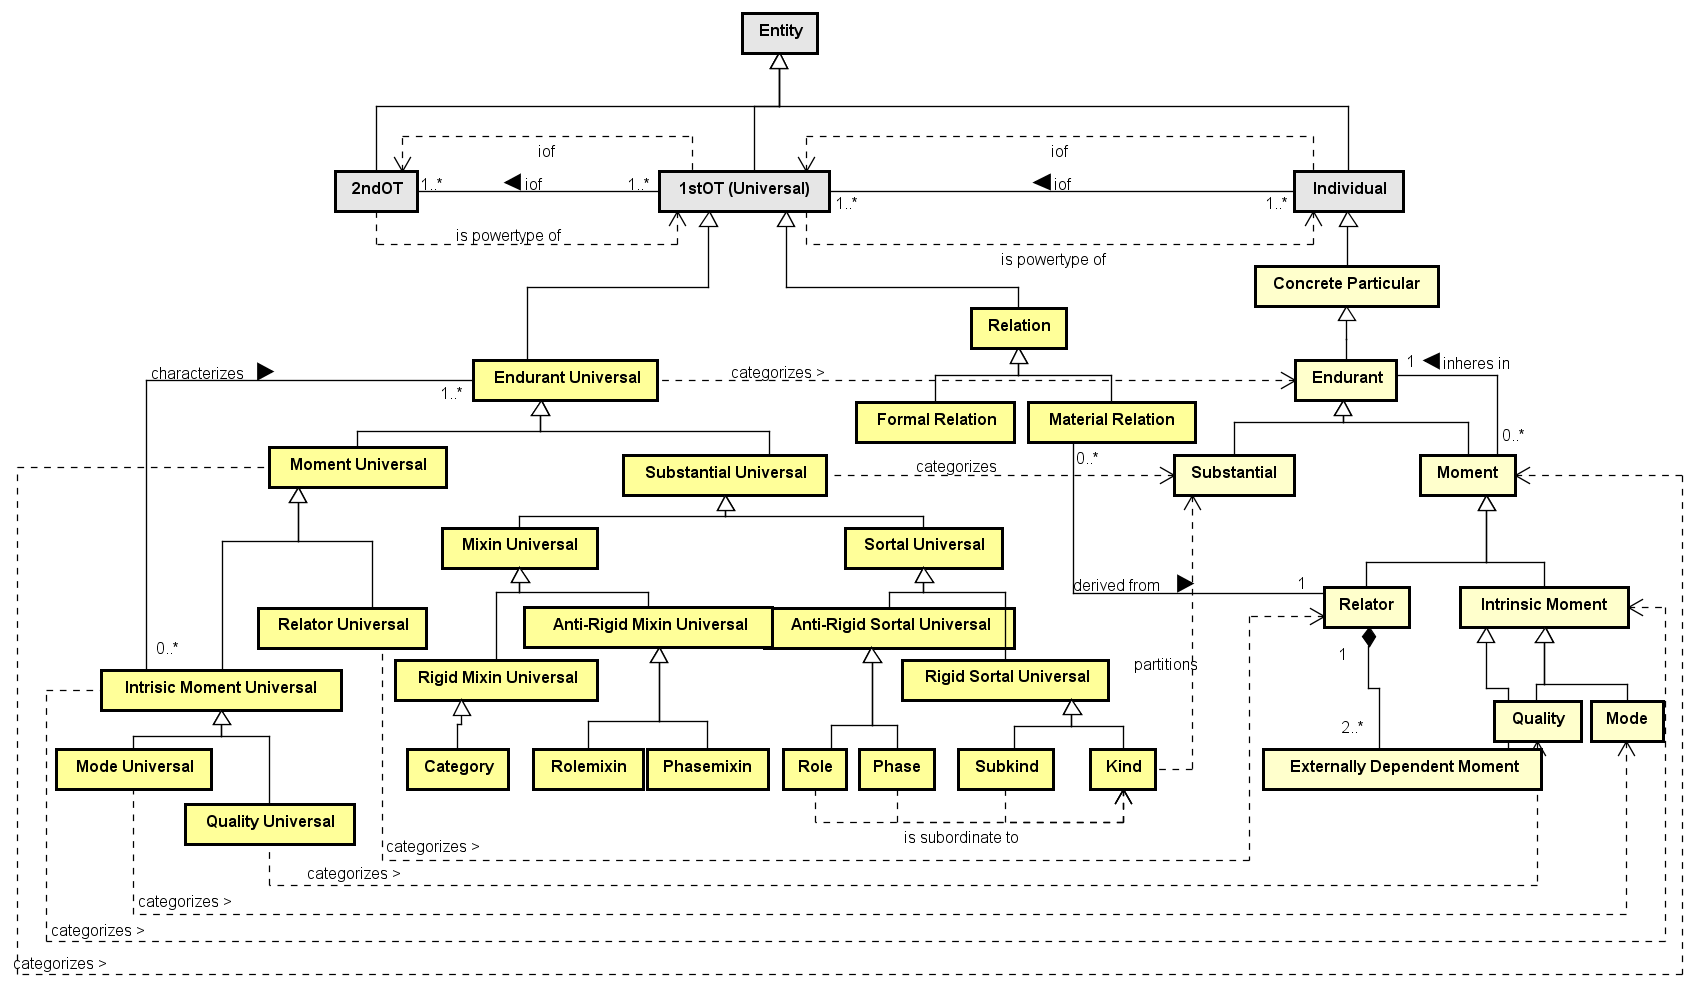 Entity
iof
iof
2ndOT
1..*
iof
1..*
1stOT (Universal)
1..*
iof
1..*
Individual
is powertype of
is powertype of
Concrete Particular
Relation
characterizes
1..*
Endurant Universal
categorizes >
Endurant
1
inheres in
0..*
Formal Relation
Material Relation
0..*
Moment Universal
Substantial Universal
categorizes
Substantial
Moment
Mixin Universal
Sortal Universal
derived from
1
Relator
Intrinsic Moment
Relator Universal
Anti-Rigid Mixin Universal
Anti-Rigid Sortal Universal
0..*
1
partitions
Intrisic Moment Universal
Rigid Mixin Universal
Rigid Sortal Universal
2..*
Quality
Mode
Mode Universal
Category
Rolemixin
Phasemixin
Role
Phase
Subkind
Kind
Externally Dependent Moment
Quality Universal
is subordinate to
categorizes >
categorizes >
categorizes >
categorizes >
categorizes >